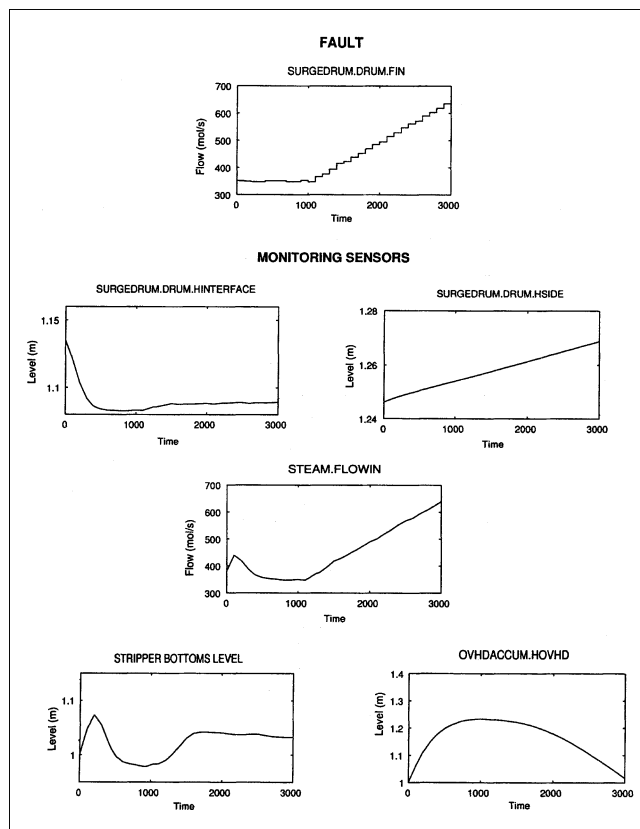 FAULT
SURGEDRUM.DRUM.FIN
700
600
500
400
300
Flow (mol/s)
0 1000 2000 3000
Time
MONITORING SENSORS
SURGEDRUM.DRUM.HINTERFACE
1.15
1.1
Level (m)
0 1000 2000 3000
Time
SURGEDRUM.DRUM.HSIDE
1.28
1.26
1.24
Level (m)
0 1000 2000 3000
Time
STEAM.FLOWIN
700
600
500
400
300
Flow (mol/s)
0 1000 2000 3000
Time
STRIPPER BOTTOMS LEVEL
1.1
1
Level (m)
0 1000 2000 3000
Time
OVHDACCUM.HOVHD
1.4
1.3
1.2
1.1
1
Level (m)
0 1000 2000 3000
Time